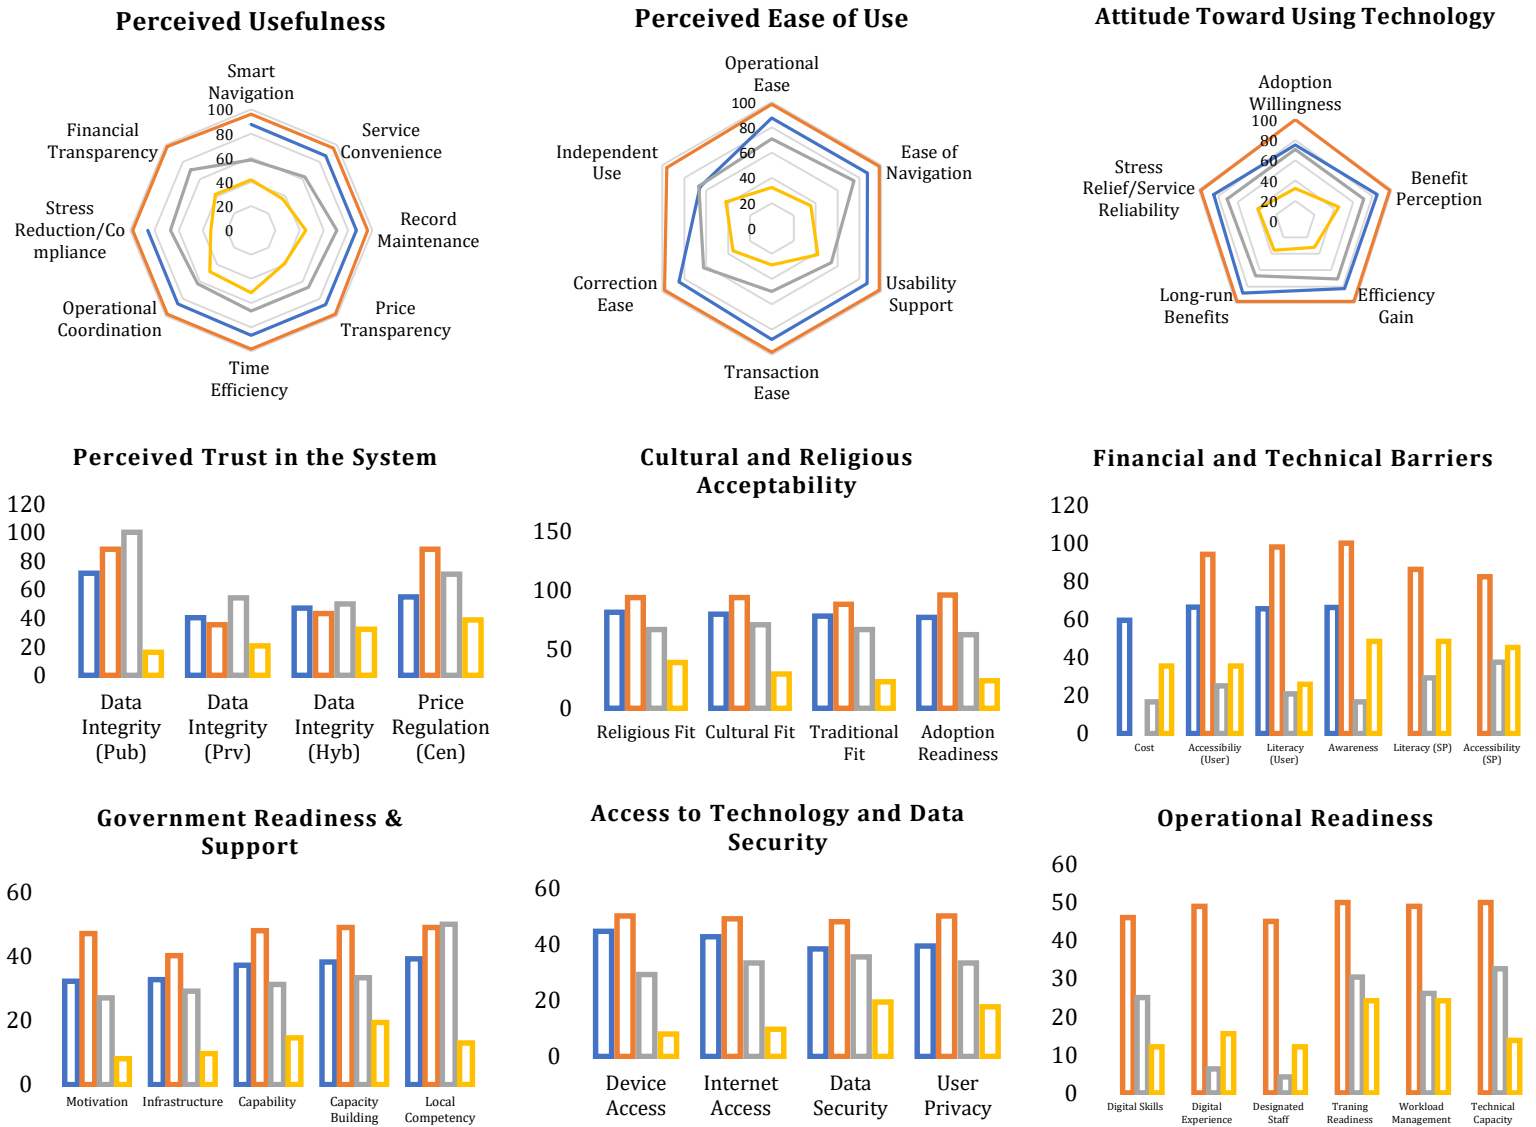 Perceived Usefulness
Smart
Navigation
100
80
60
40
20
0
Service
Convenience
Record
Maintenance
Price
Transparency
Time
Efficiency
Operational
Coordination
Stress
Reduction/Co
mpliance
Financial
Transparency
Perceived Ease of Use
Operational
Ease
100
80
60
40
20
0
Ease of
Navigation
Usability
Support
Transaction
Ease
Correction
Ease
Independent
Use
Attitude Toward Using Technology
Adoption
Willingness
100
80
60
40
20
0
Benefit
Perception
Efficiency
Gain
Long-run
Benefits
Stress
Relief/Service
Reliability
Perceived Trust in the System
120
100
80
60
40
20
0
Data
Integrity
(Pub)
Data
Integrity
(Prv)
Data
Integrity
(Hyb)
Price
Regulation
(Cen)
Cultural and Religious
Acceptability
150
100
50
0
Religious Fit
Cultural Fit
Traditional
Fit
Adoption
Readiness
Financial and Technical Barriers
120
100
80
60
40
20
0
Cost
Accessibiliy
(User)
Literacy
(User)
Awareness
Literacy (SP)
Accessibility
(SP)
Government Readiness &
Support
60
40
20
0
Motivation
Infrastructure
Capability
Capacity
Building
Local
Competency
Access to Technology and Data
Security
60
40
20
0
Device
Access
Internet
Access
Data
Security
User
Privacy
Operational Readiness
60
50
40
30
20
10
0
Digital Skills
Digital
Experience
Designated
Staff
Traning
Readiness
Workload
Management
Technical
Capacity